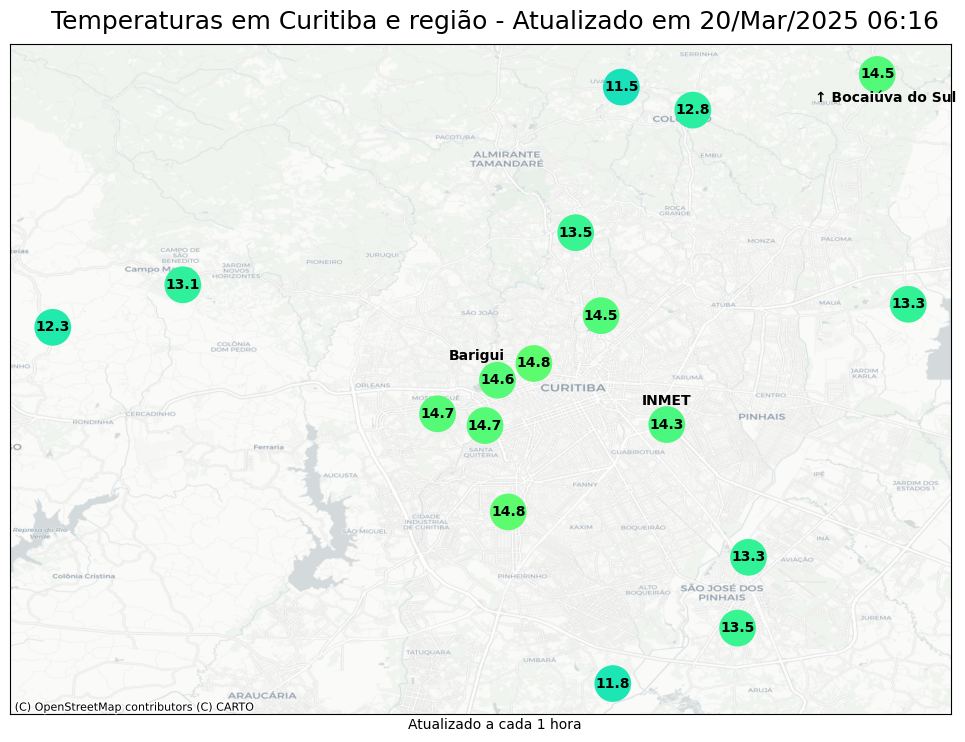 Temperaturas em Curitiba e região - Atualizado em 20/Mar/2025 06:16
SERRINHA
14.5
11.5
↑ Bocaiúva do Sul
12.8
PACOTUBA
ALMIRANTE
TAMANDARÉ
EMBU
ROÇA
GRANDE
13.5
MONZA
PALOMA
CAMPO DE
SÃO
BENEDITO
JURUQUI
PIONEIRO
JARDIM
NOVOS
HORIZONTES
13.1
13.3
ATUBA
MAUÁ
SÃO JOÃO
14.5
12.3
COLÔNIA
DOM PEDRO
Barigui
14.8
JARDIM
KARLA
14.6
TARUMÃ
ORLEANS
CURITIBA
CENTRO
INMET
14.7
CERCADINHO
PINHAIS
RONDINHA
14.7
14.3
Ferraria
SANTA
QUITÉRIA
GUABIROTUBA
AUGUSTA
IPÊ
FANNY
JARDIM DOS
ESTADOS 1
14.8
CIDADE
INDUSTRIAL
DE CURITIBA
SÃO MIGUEL
XAXIM
BOQUEIRÃO
Represa do Rio
Verde
INÁ
13.3
AVIAÇÃO
Colônia Cristina
PINHEIRINHO
ALTO
BOQUEIRÃO
SÃO JOSÉ DOS
PINHAIS
JUREMA
13.5
TATUQUARA
UMBARÁ
11.8
ARAUCÁRIA
ARUJÁ
(C) OpenStreetMap contributors (C) CARTO
Atualizado a cada 1 hora